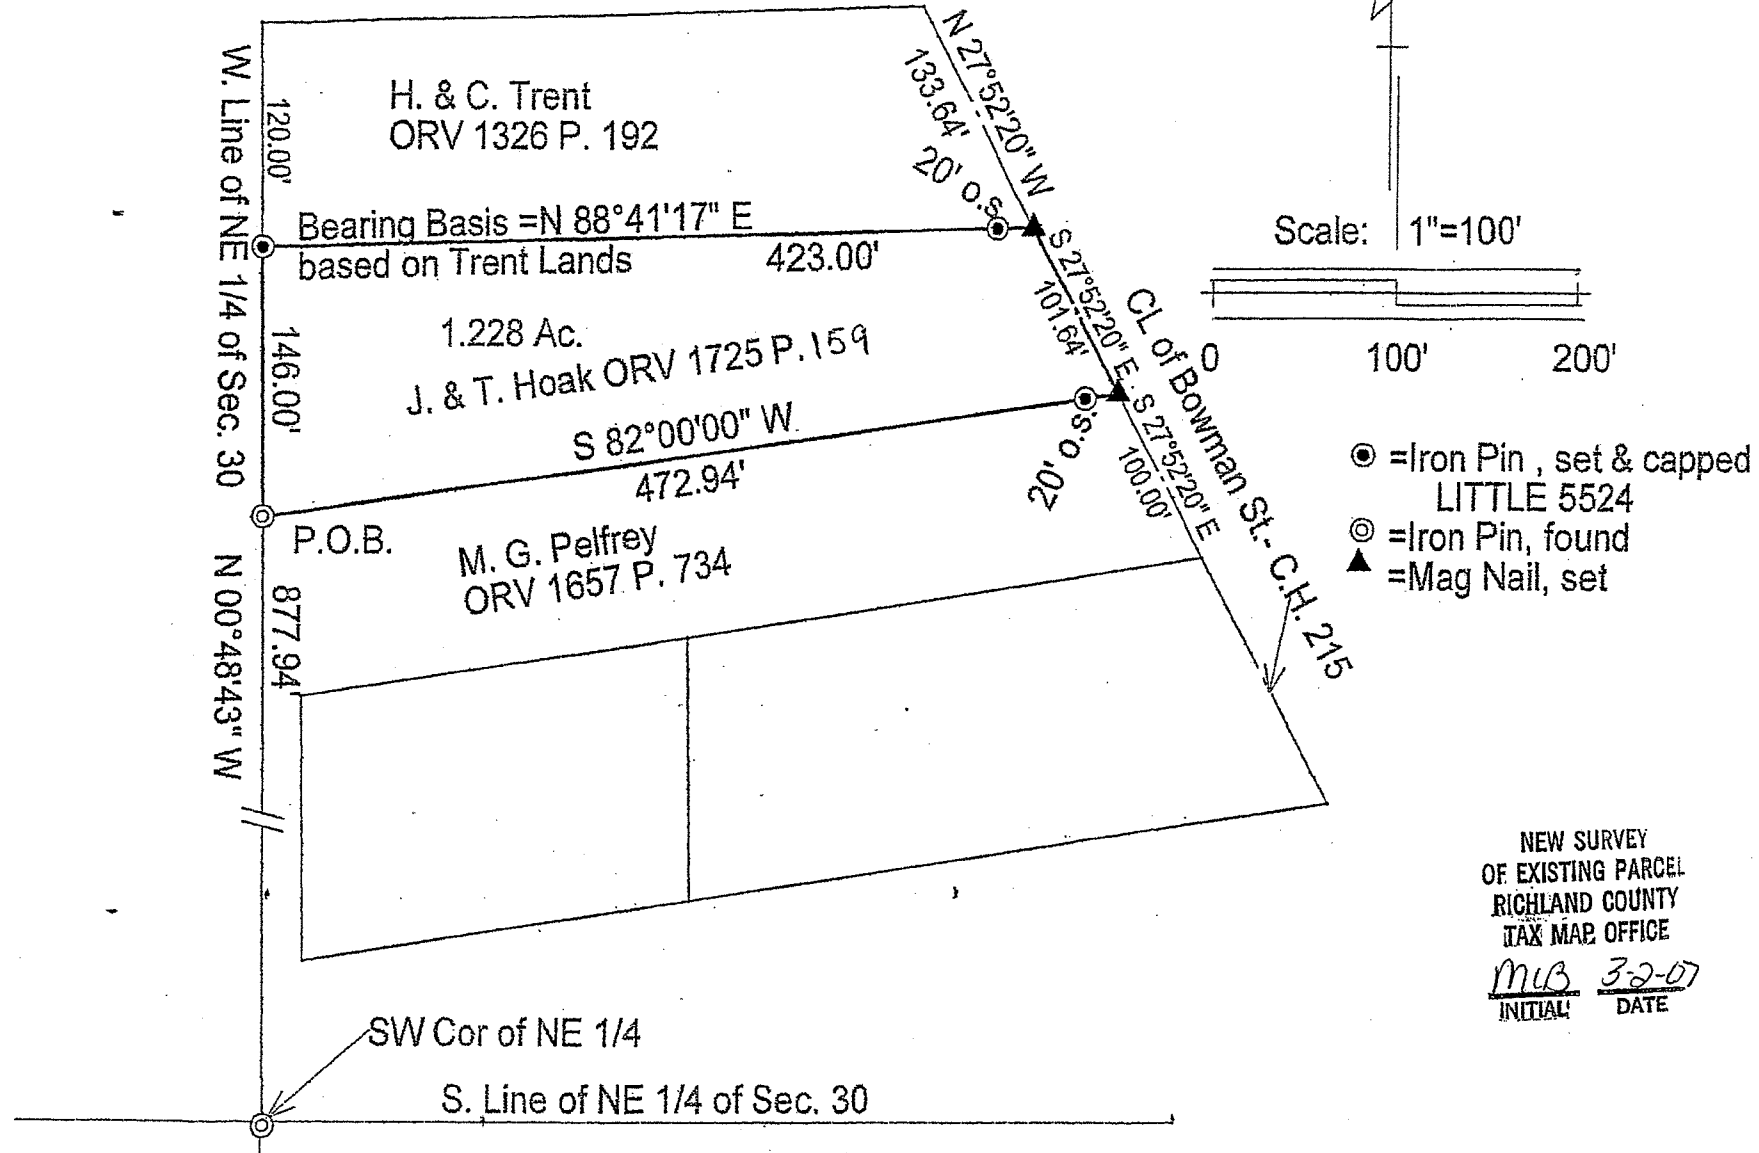 W. Line of NE 1/4 of Sec. 30
N 00°48'43" W
120.00'
146.00'
877.94
H. & C. Trent
ORV 1326 P. 192
N 27°52'20" W
133.64'
20' o.s.
Bearing Basis =N 88°41'17" E
based on Trent Lands
423.00'
S 27°52'20" E
101.64'
1.228 Ac.
J. & T. Hoak ORV 1725 P.159
S 82°00'00" W
472.94'
20' o.s.
S 27°52'20" E
100.00'
CL of Bowman St.- C.H. 215
P.O.B.
M. G. Pelfrey
ORV 1657 P. 734
Scale: 1"=100'
0 100' 200'
=Iron Pin , set & capped
LITTLE 5524
=Iron Pin, found
=Mag Nail, set
NEW SURVEY
OF EXISTING PARCEL
RICHLAND COUNTY
TAX MAP OFFICE
MLB 3-2-07
INITIAL DATE
SW Cor of NE 1/4
S. Line of NE 1/4 of Sec. 30